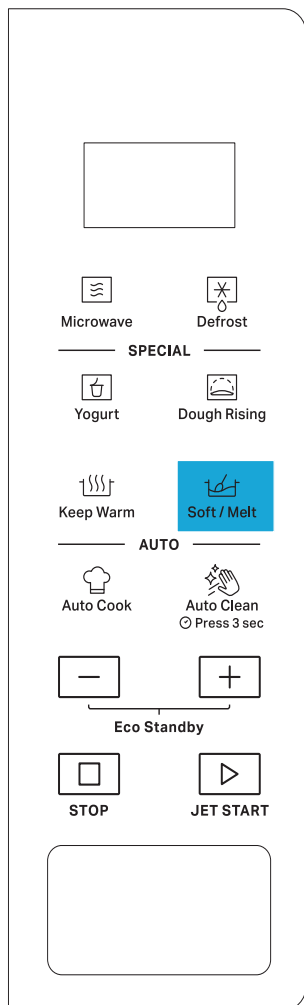 Microwave Defrost
SPECIAL
Yogurt Dough Rising
Keep Warm Soft / Melt
AUTO
Auto Cook Auto Clean
Press 3 sec
Eco Standby
STOP JET START